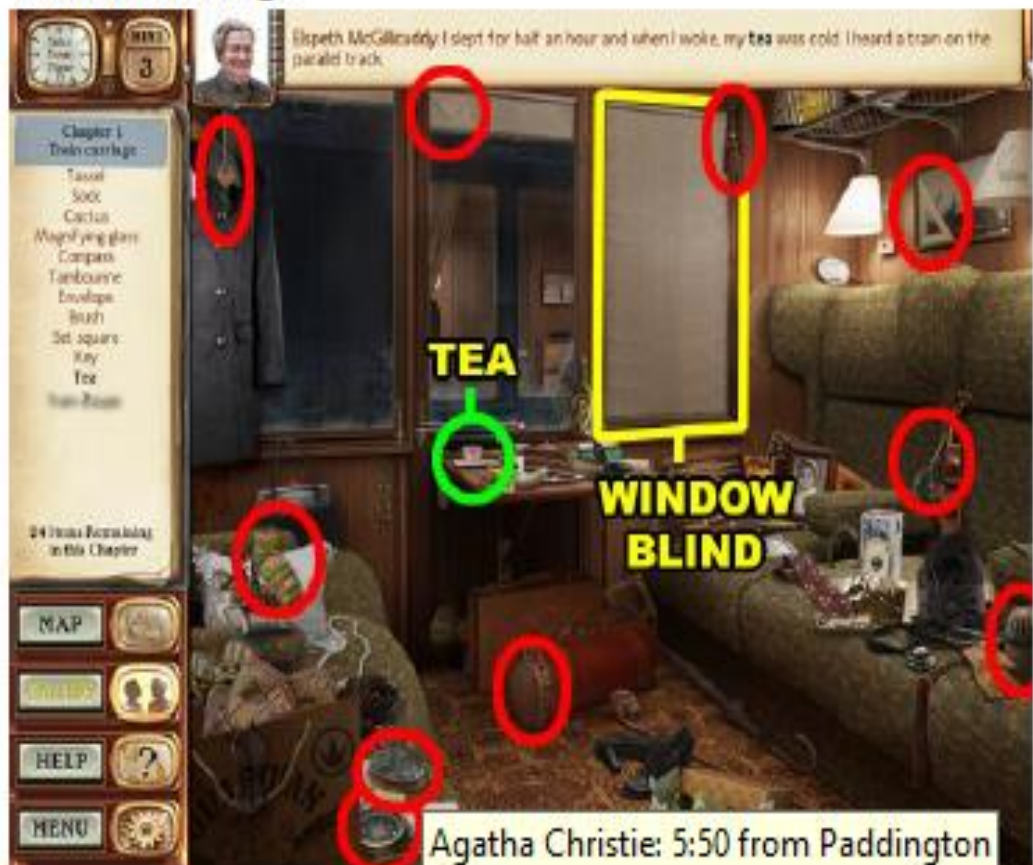 HINT
3
Elspeth McGillicuddy: I slept for half an hour and when I woke, my tea was cold. I heard a train on the
parallel track.
Chapter 1
Train carriage
Tassel
Sock
Cactus
Magnifying glass
Compass
Tambourine
Envelope
Brush
Set square
Key
Tea
24 Items Remaining
in this Chapter
TEA
WINDOW
BLIND
MAP
HELP
?
MENU
Agatha Christie: 5:50 from Paddington